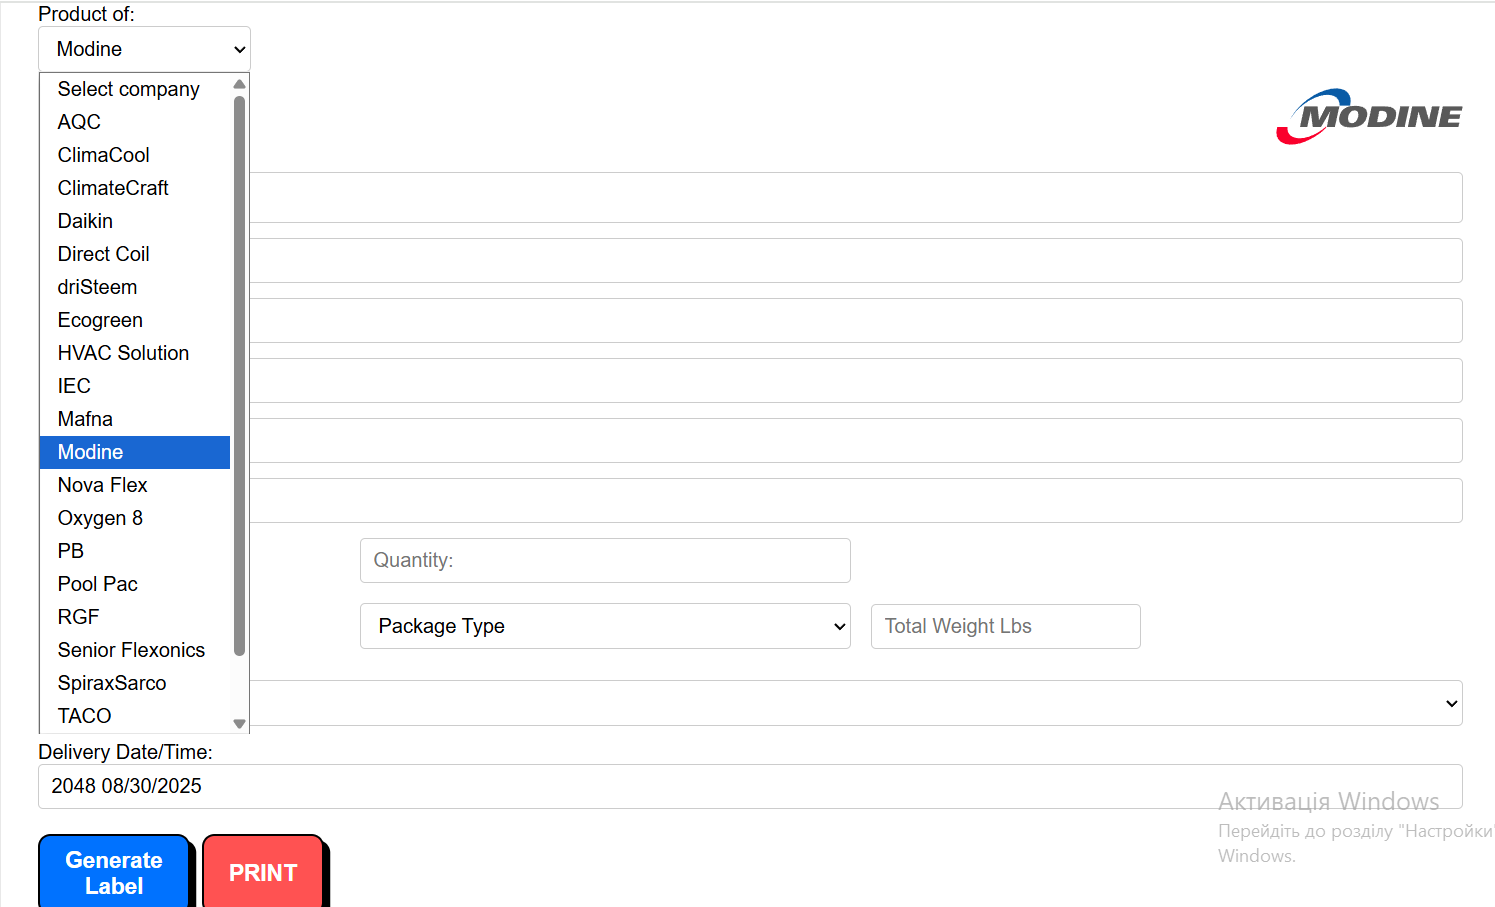 Product of:
Modine
Select company
AQC
ClimaCool
ClimateCraft
Daikin
Direct Coil
driSteem
Ecogreen
HVAC Solution
IEC
Mafna
Modine
Nova Flex
Oxygen 8
PB
Pool Pac
RGF
Senior Flexonics
SpiraxSarco
TACO
MODINE
Quantity:
Package Type
Total Weight Lbs
Delivery Date/Time:
2048 08/30/2025
Активація Windows
Перейдіть до розділу "Настройки"
Windows.
Generate
Label
PRINT